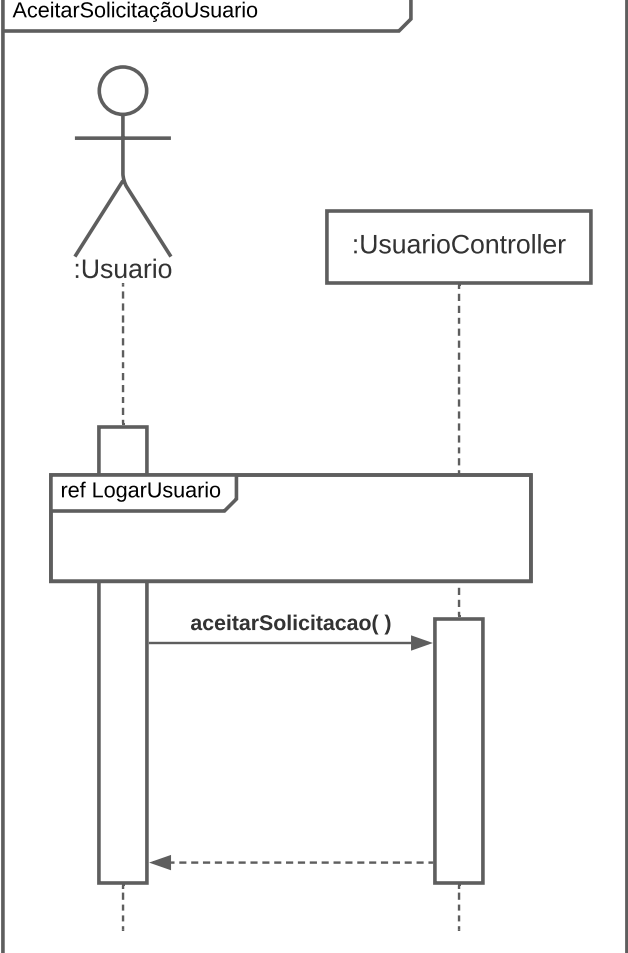 AceitarSolicitaçãoUsuario
:Usuario
:UsuarioController
ref LogarUsuario
aceitarSolicitacao( )